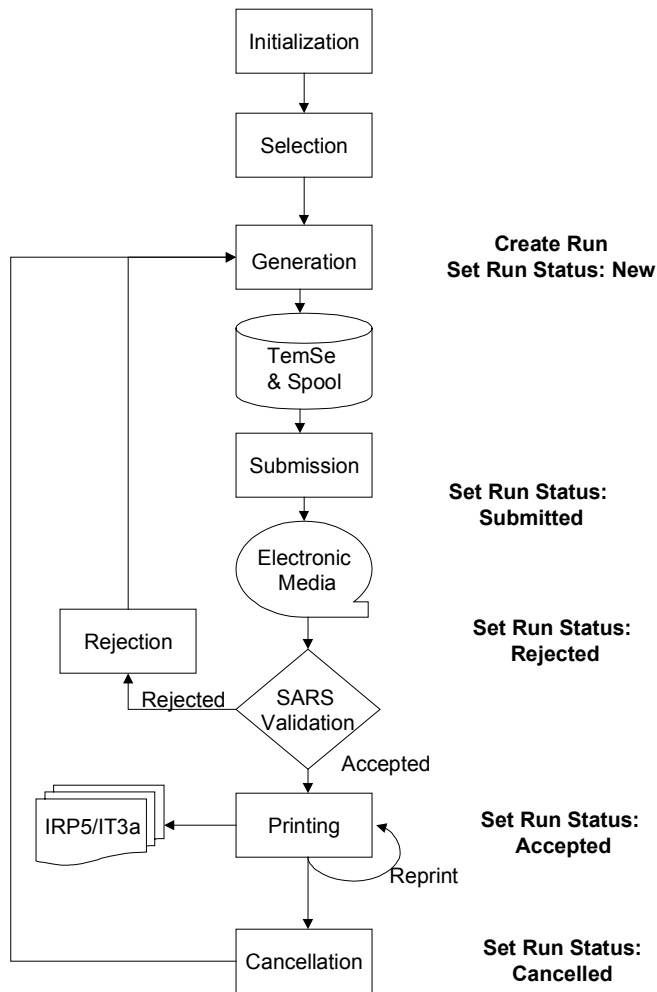 Initialization
Selection
Generation
Create Run
Set Run Status: New
TemSe
& Spool
Submission
Set Run Status:
Submitted
Electronic
Media
Rejection
Set Run Status:
Rejected
Rejected
SARS
Validation
Accepted
IRP5/IT3a
Printing
Set Run Status:
Accepted
Reprint
Cancellation
Set Run Status:
Cancelled